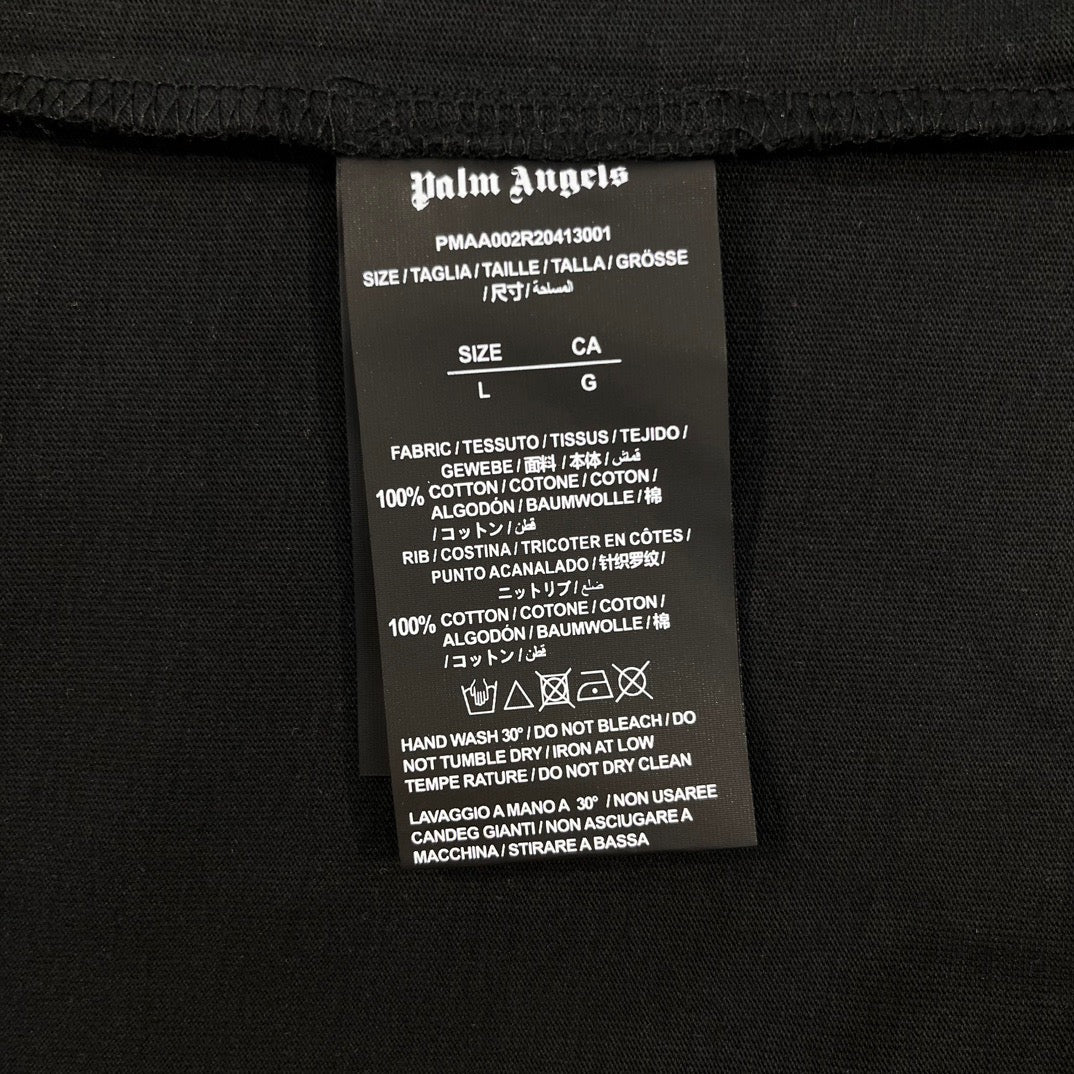 Palm Angels
PMAA002R20413001
SIZE / TAGLIA / TAILLE / TALLA / GRÖSSE
/ 尺寸 / المساحة
SIZE CA
L G
FABRIC / TESSUTO / TISSUS / TEJIDO /
GEWEBE / 面料 / 本体 / قماش
100% COTTON / COTONE / COTON /
ALGODÓN / BAUMWOLLE / 棉
/ コットン / قطن
RIB / COSTINA / TRICOTER EN CÔTES /
PUNTO ACANALADO / 针织罗纹/
ニットリブ / ضلع
100% COTTON / COTONE / COTON /
ALGODÓN / BAUMWOLLE / 棉
/ コットン / قطن
HAND WASH 30° / DO NOT BLEACH / DO
NOT TUMBLE DRY / IRON AT LOW
TEMPE RATURE / DO NOT DRY CLEAN
LAVAGGIO A MANO A 30° / NON USAREE
CANDEG GIANTI / NON ASCIUGARE A
MACCHINA / STIRARE A BASSA